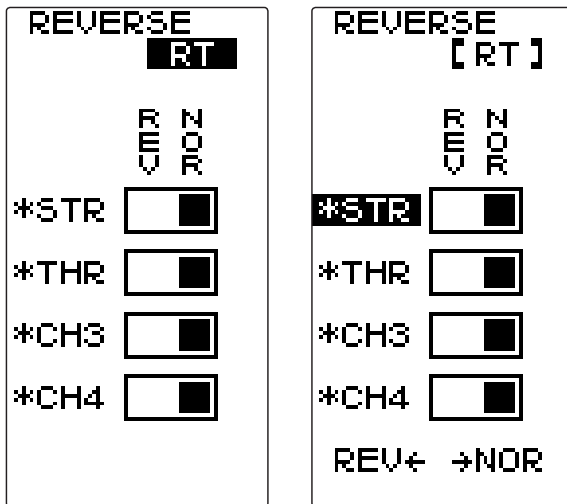 REVERSE
RT
REV NOR
*STR
*THR
*CH3
*CH4
REVERSE
[RT]
REV NOR
*STR
*THR
*CH3
*CH4
REV← →NOR